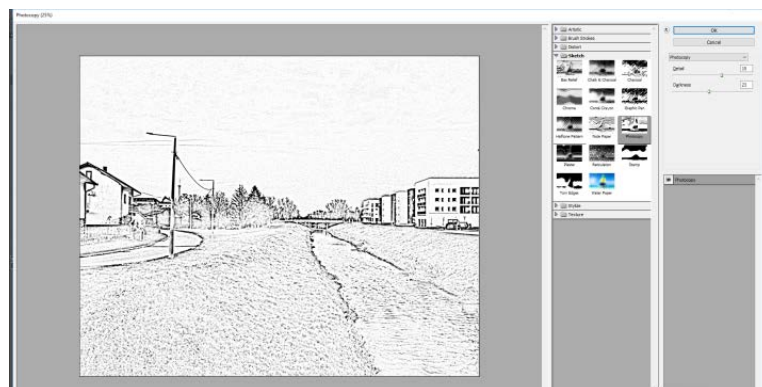 Photocopy (25%)
Artistic
Brush Strokes
Distort
Sketch
Bas Relief
Chalk & Charcoal
Charcoal
Chrome
Conté Crayon
Graphic Pen
Halftone Pattern
Note Paper
Photocopy
Plaster
Reticulation
Stamp
Torn Edges
Water Paper
Stylize
Texture
OK
Cancel
Photocopy
Detail
Darkness
Photocopy